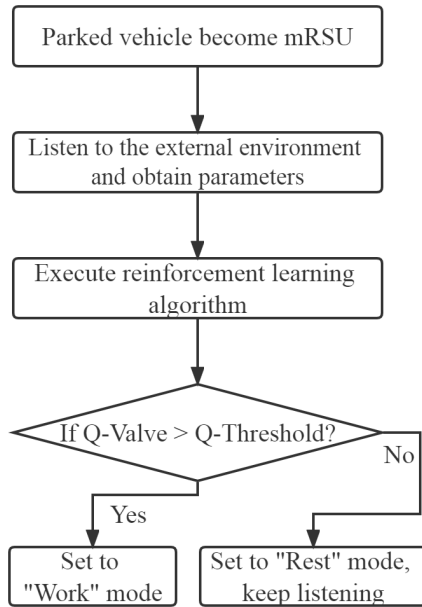 Parked vehicle become mRSU
Listen to the external environment
and obtain parameters
Execute reinforcement learning
algorithm
If Q-Valve > Q-Threshold?
No
Yes
Set to
"Work" mode
Set to "Rest" mode,
keep listening